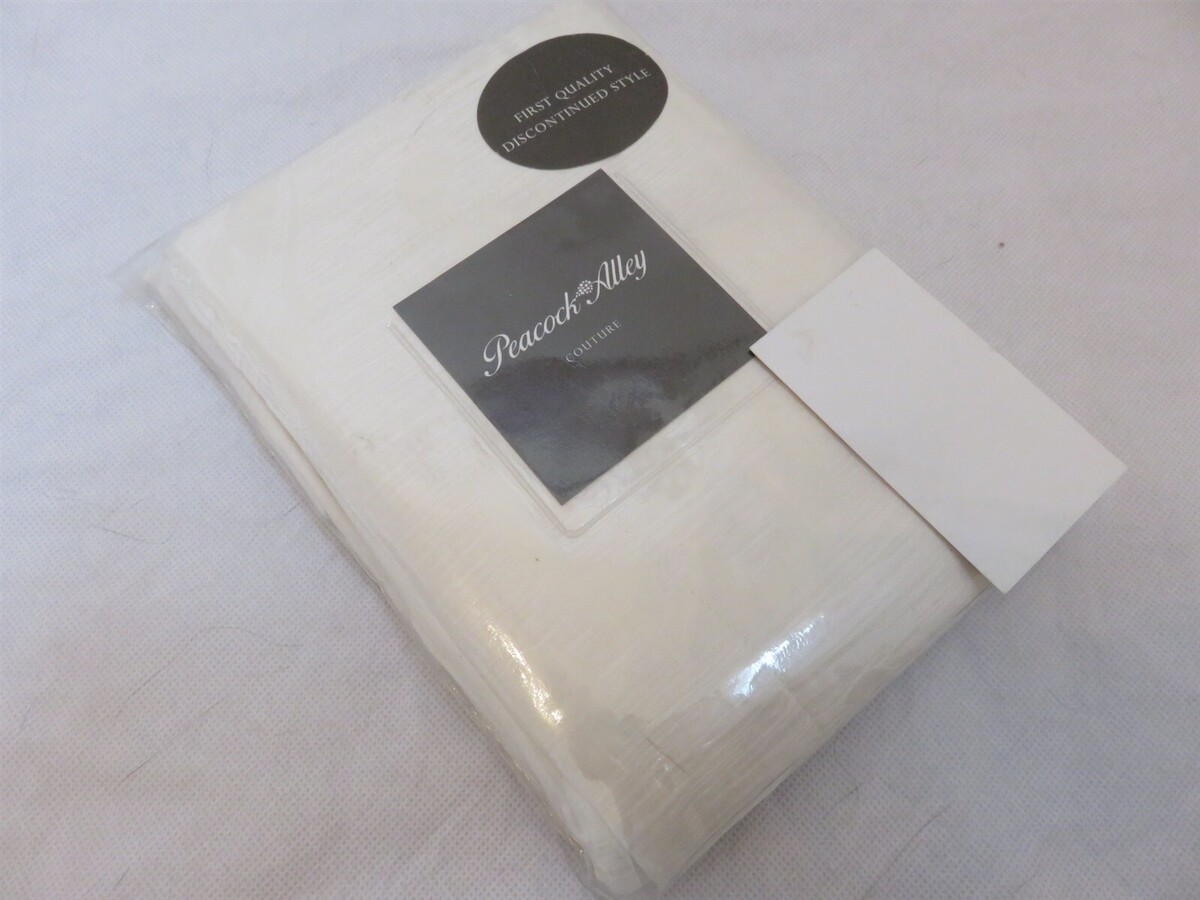 FIRST QUALITY
DISCONTINUED STYLE
Peacock Alley
COUTURE